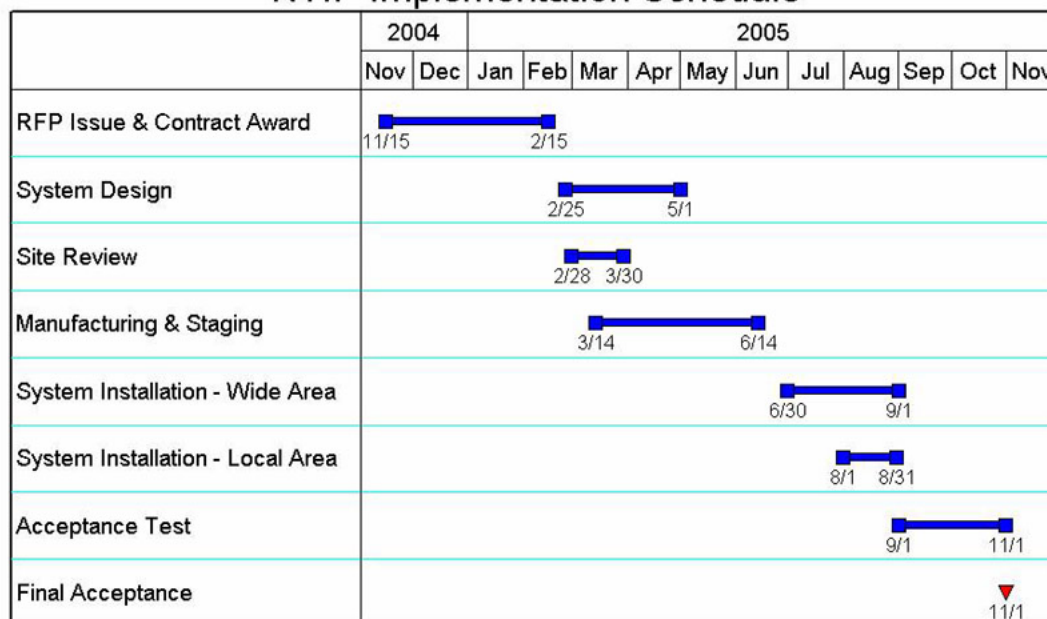 Implementation Schedule
2004 2005
Nov Dec Jan Feb Mar Apr May Jun Jul Aug Sep Oct Nov
RFP Issue & Contract Award
11/15 2/15
System Design
2/25 5/1
Site Review
2/28 3/30
Manufacturing & Staging
3/14 6/14
System Installation - Wide Area
6/30 9/1
System Installation - Local Area
8/1 8/31
Acceptance Test
9/1 11/1
Final Acceptance
11/1